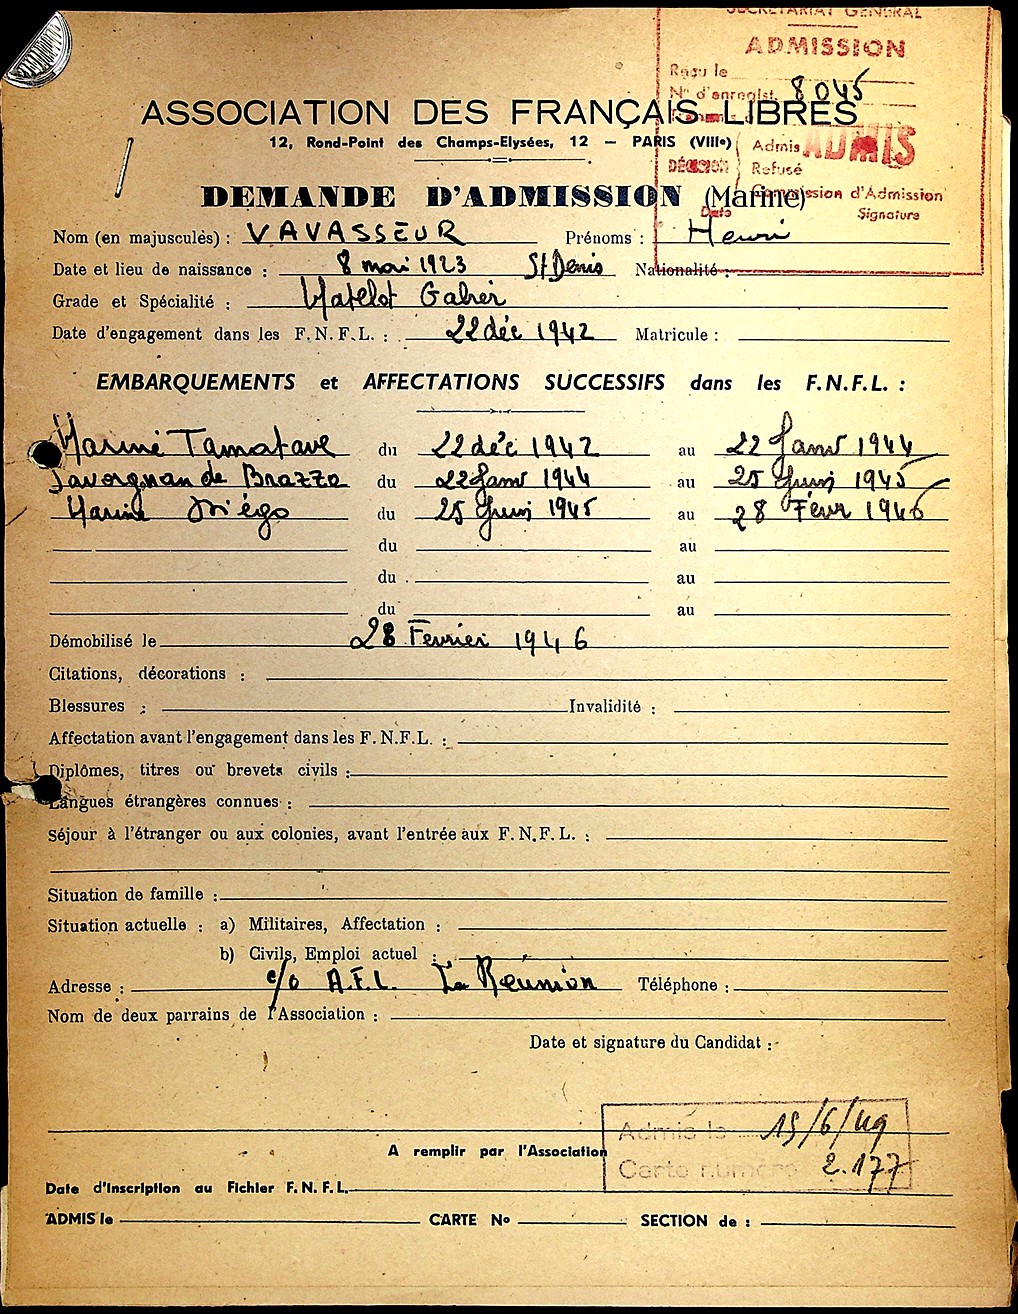 SECRETARIAT GENERAL
ADMISSION
Reçu le
N° d'enregist. 8045
ASSOCIATION DES FRANÇAIS LIBRES
12, Rond-Point des Champs-Elysées, 12 — PARIS (VIIIe)
Admis ADMIS
DÉCISION Refusé
DEMANDE D'ADMISSION (Marine)
Commission d'Admission
Date Signature
Nom (en majuscules) : VAVASSEUR Prénoms : Henri
Date et lieu de naissance : 8 mai 1923 St Denis Nationalité :
Grade et Spécialité : Matelot Gabier
Date d'engagement dans les F.N.F.L. : 22 déc 1942 Matricule :
EMBARQUEMENTS et AFFECTATIONS SUCCESSIFS dans les F.N.F.L. :
Marine Tamatave du 22 déc 1942 au 22 Janv 1944
Savorgnan de Brazza du 22 Janv 1944 au 25 Juin 1945
Marine Diégo du 25 Juin 1945 au 28 Févr 1946
du au
du au
du au
Démobilisé le 28 Fevrier 1946
Citations, décorations :
Blessures : Invalidité :
Affectation avant l'engagement dans les F.N.F.L. :
Diplômes, titres ou brevets civils :
Langues étrangères connues :
Séjour à l'étranger ou aux colonies, avant l'entrée aux F.N.F.L. :
Situation de famille :
Situation actuelle : a) Militaires, Affectation :
b) Civils, Emploi actuel :
Adresse : c/o A.F.L. La Réunion Téléphone :
Nom de deux parrains de l'Association :
Date et signature du Candidat :
Admis le 15/6/49
A remplir par l'Association
Carte numéro 2.177
Date d'Inscription au Fichier F.N.F.L.
ADMIS le CARTE No SECTION de :